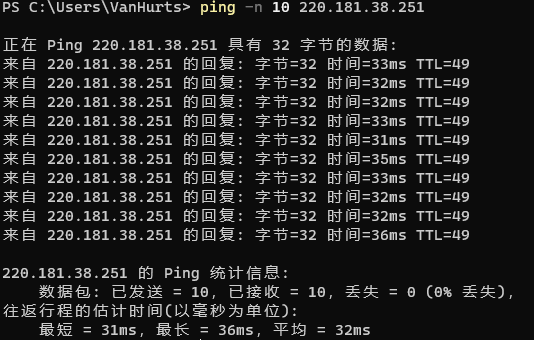 PS C:\Users\VanHurts> ping -n 10 220.181.38.251
正在 Ping 220.181.38.251 具有 32 字节的数据:
来自 220.181.38.251 的回复: 字节=32 时间=33ms TTL=49
来自 220.181.38.251 的回复: 字节=32 时间=32ms TTL=49
来自 220.181.38.251 的回复: 字节=32 时间=32ms TTL=49
来自 220.181.38.251 的回复: 字节=32 时间=33ms TTL=49
来自 220.181.38.251 的回复: 字节=32 时间=31ms TTL=49
来自 220.181.38.251 的回复: 字节=32 时间=35ms TTL=49
来自 220.181.38.251 的回复: 字节=32 时间=33ms TTL=49
来自 220.181.38.251 的回复: 字节=32 时间=32ms TTL=49
来自 220.181.38.251 的回复: 字节=32 时间=32ms TTL=49
来自 220.181.38.251 的回复: 字节=32 时间=36ms TTL=49
220.181.38.251 的 Ping 统计信息:
数据包: 已发送 = 10, 已接收 = 10, 丢失 = 0 (0% 丢失),
往返行程的估计时间(以毫秒为单位):
最短 = 31ms, 最长 = 36ms, 平均 = 32ms